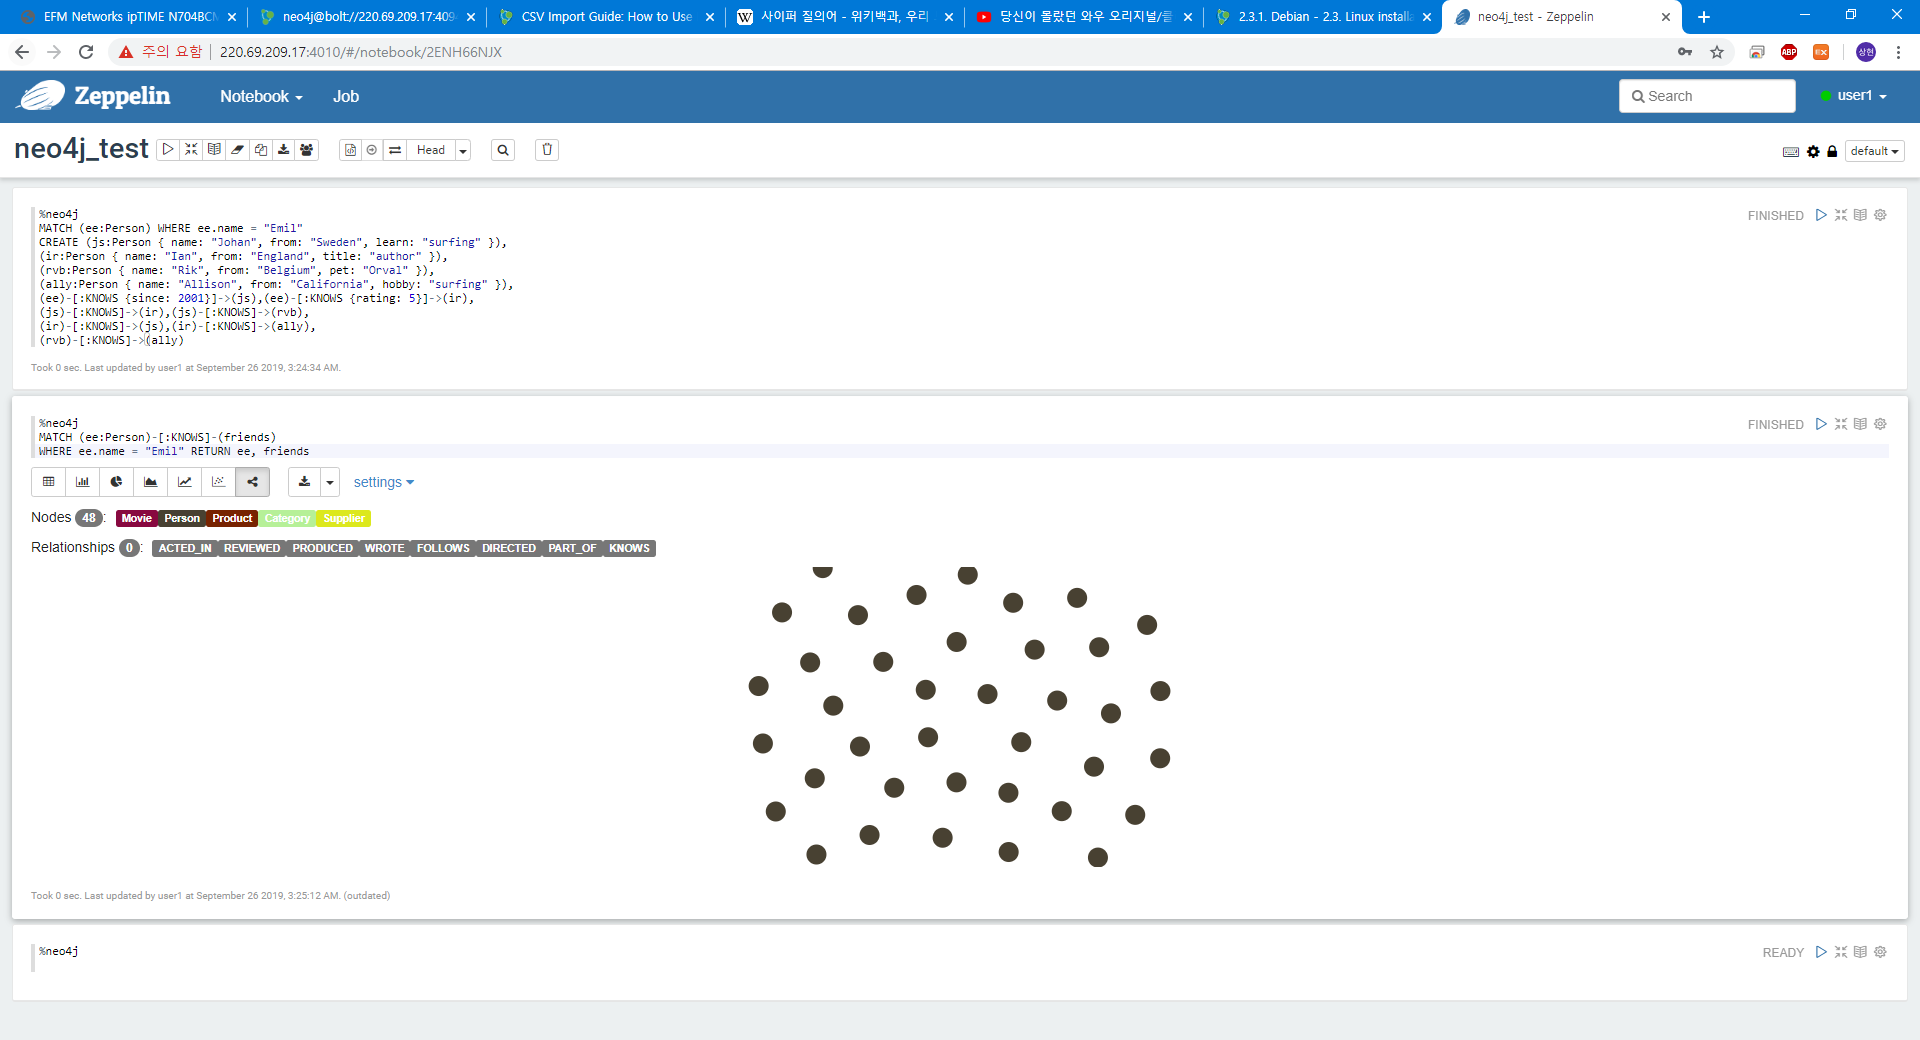 EFM Networks ipTIME N704BCM
neo4j@bolt://220.69.209.17:409
CSV Import Guide: How to Use
사이퍼 질의어 - 위키백과, 우리
당신이 몰랐던 와우 오리지널/클
2.3.1. Debian - 2.3. Linux install
neo4j_test - Zeppelin
주의 요함
220.69.209.17:4010/#/notebook/2ENH66NJX
ABP
상현
Zeppelin
Notebook
Job
Search
user1
neo4j_test
Head
default
%neo4j
MATCH (ee:Person) WHERE ee.name = "Emil"
CREATE (js:Person { name: "Johan", from: "Sweden", learn: "surfing" }),
(ir:Person { name: "Ian", from: "England", title: "author" }),
(rvb:Person { name: "Rik", from: "Belgium", pet: "Orval" }),
(ally:Person { name: "Allison", from: "California", hobby: "surfing" }),
(ee)-[:KNOWS {since: 2001}]->(js),(ee)-[:KNOWS {rating: 5}]->(ir),
(js)-[:KNOWS]->(ir),(js)-[:KNOWS]->(rvb),
(ir)-[:KNOWS]->(js),(ir)-[:KNOWS]->(ally),
(rvb)-[:KNOWS]->(ally)
FINISHED
Took 0 sec. Last updated by user1 at September 26 2019, 3:24:34 AM.
%neo4j
MATCH (ee:Person)-[:KNOWS]-(friends)
WHERE ee.name = "Emil" RETURN ee, friends
FINISHED
settings
Nodes 48 : Movie Person Product Category Supplier
Relationships 0 : ACTED_IN REVIEWED PRODUCED WROTE FOLLOWS DIRECTED PART_OF KNOWS
Took 0 sec. Last updated by user1 at September 26 2019, 3:25:12 AM. (outdated)
%neo4j
READY